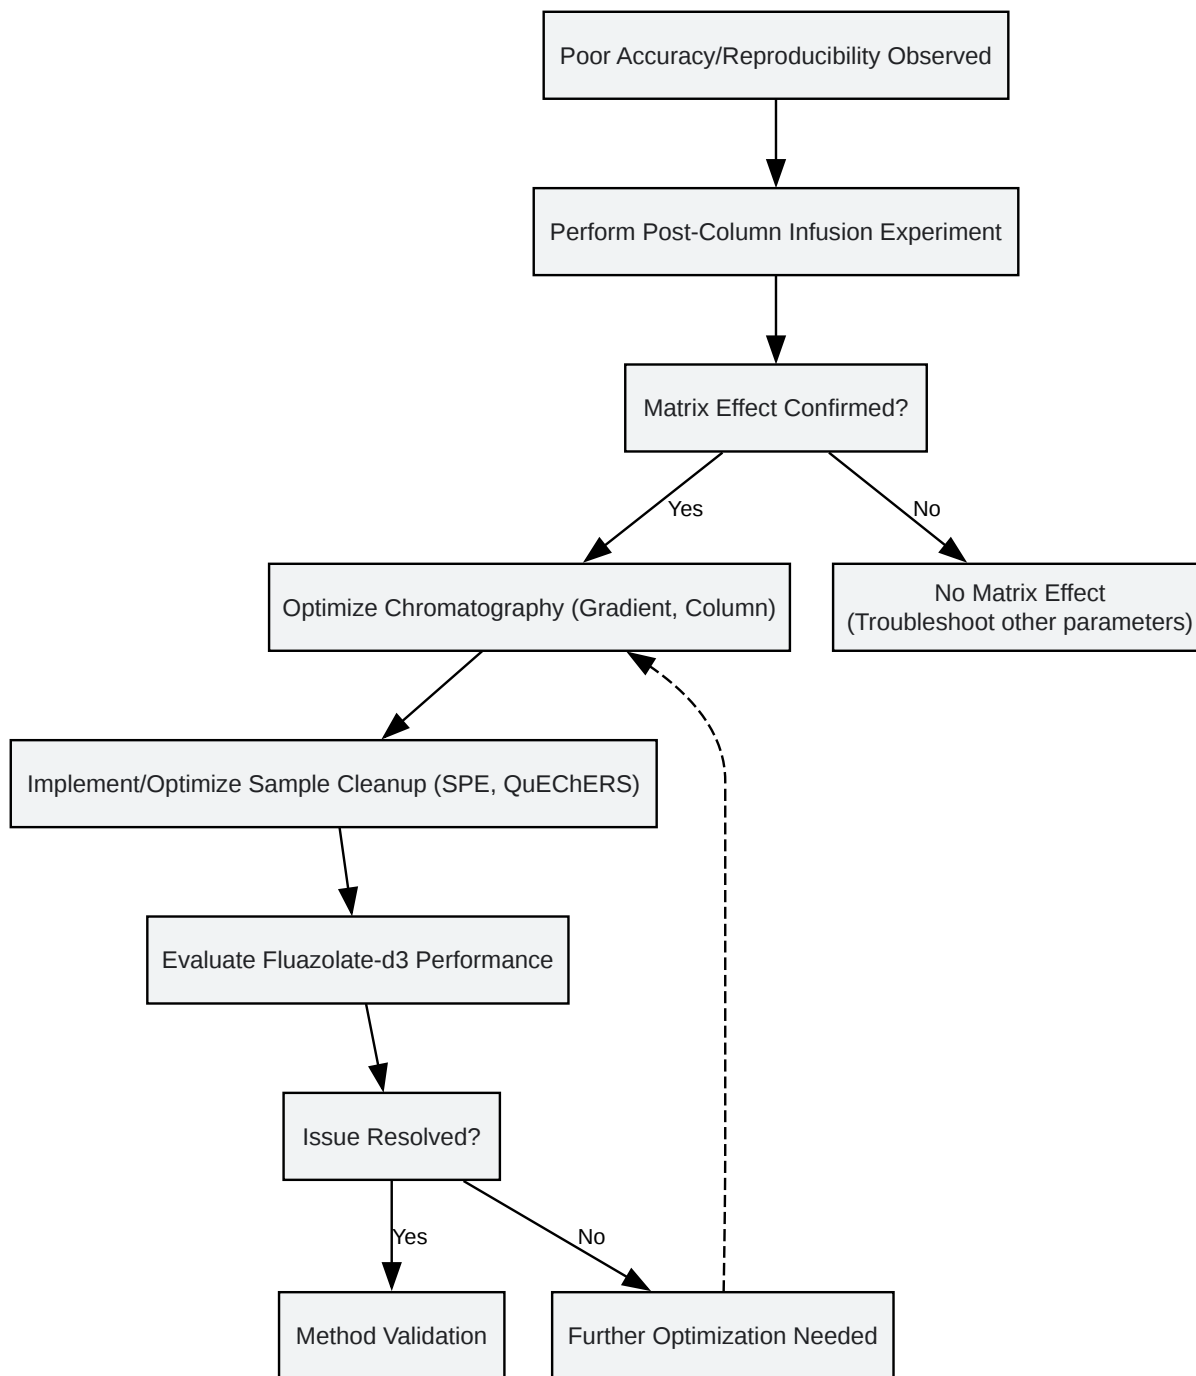 Poor Accuracy/Reproducibility Observed
Perform Post-Column Infusion Experiment
Matrix Effect Confirmed?
Yes
No
Optimize Chromatography (Gradient, Column)
No Matrix Effect
(Troubleshoot other parameters)
Implement/Optimize Sample Cleanup (SPE, QuEChERS)
Evaluate Fluazolate-d3 Performance
Issue Resolved?
Yes
No
Method Validation
Further Optimization Needed